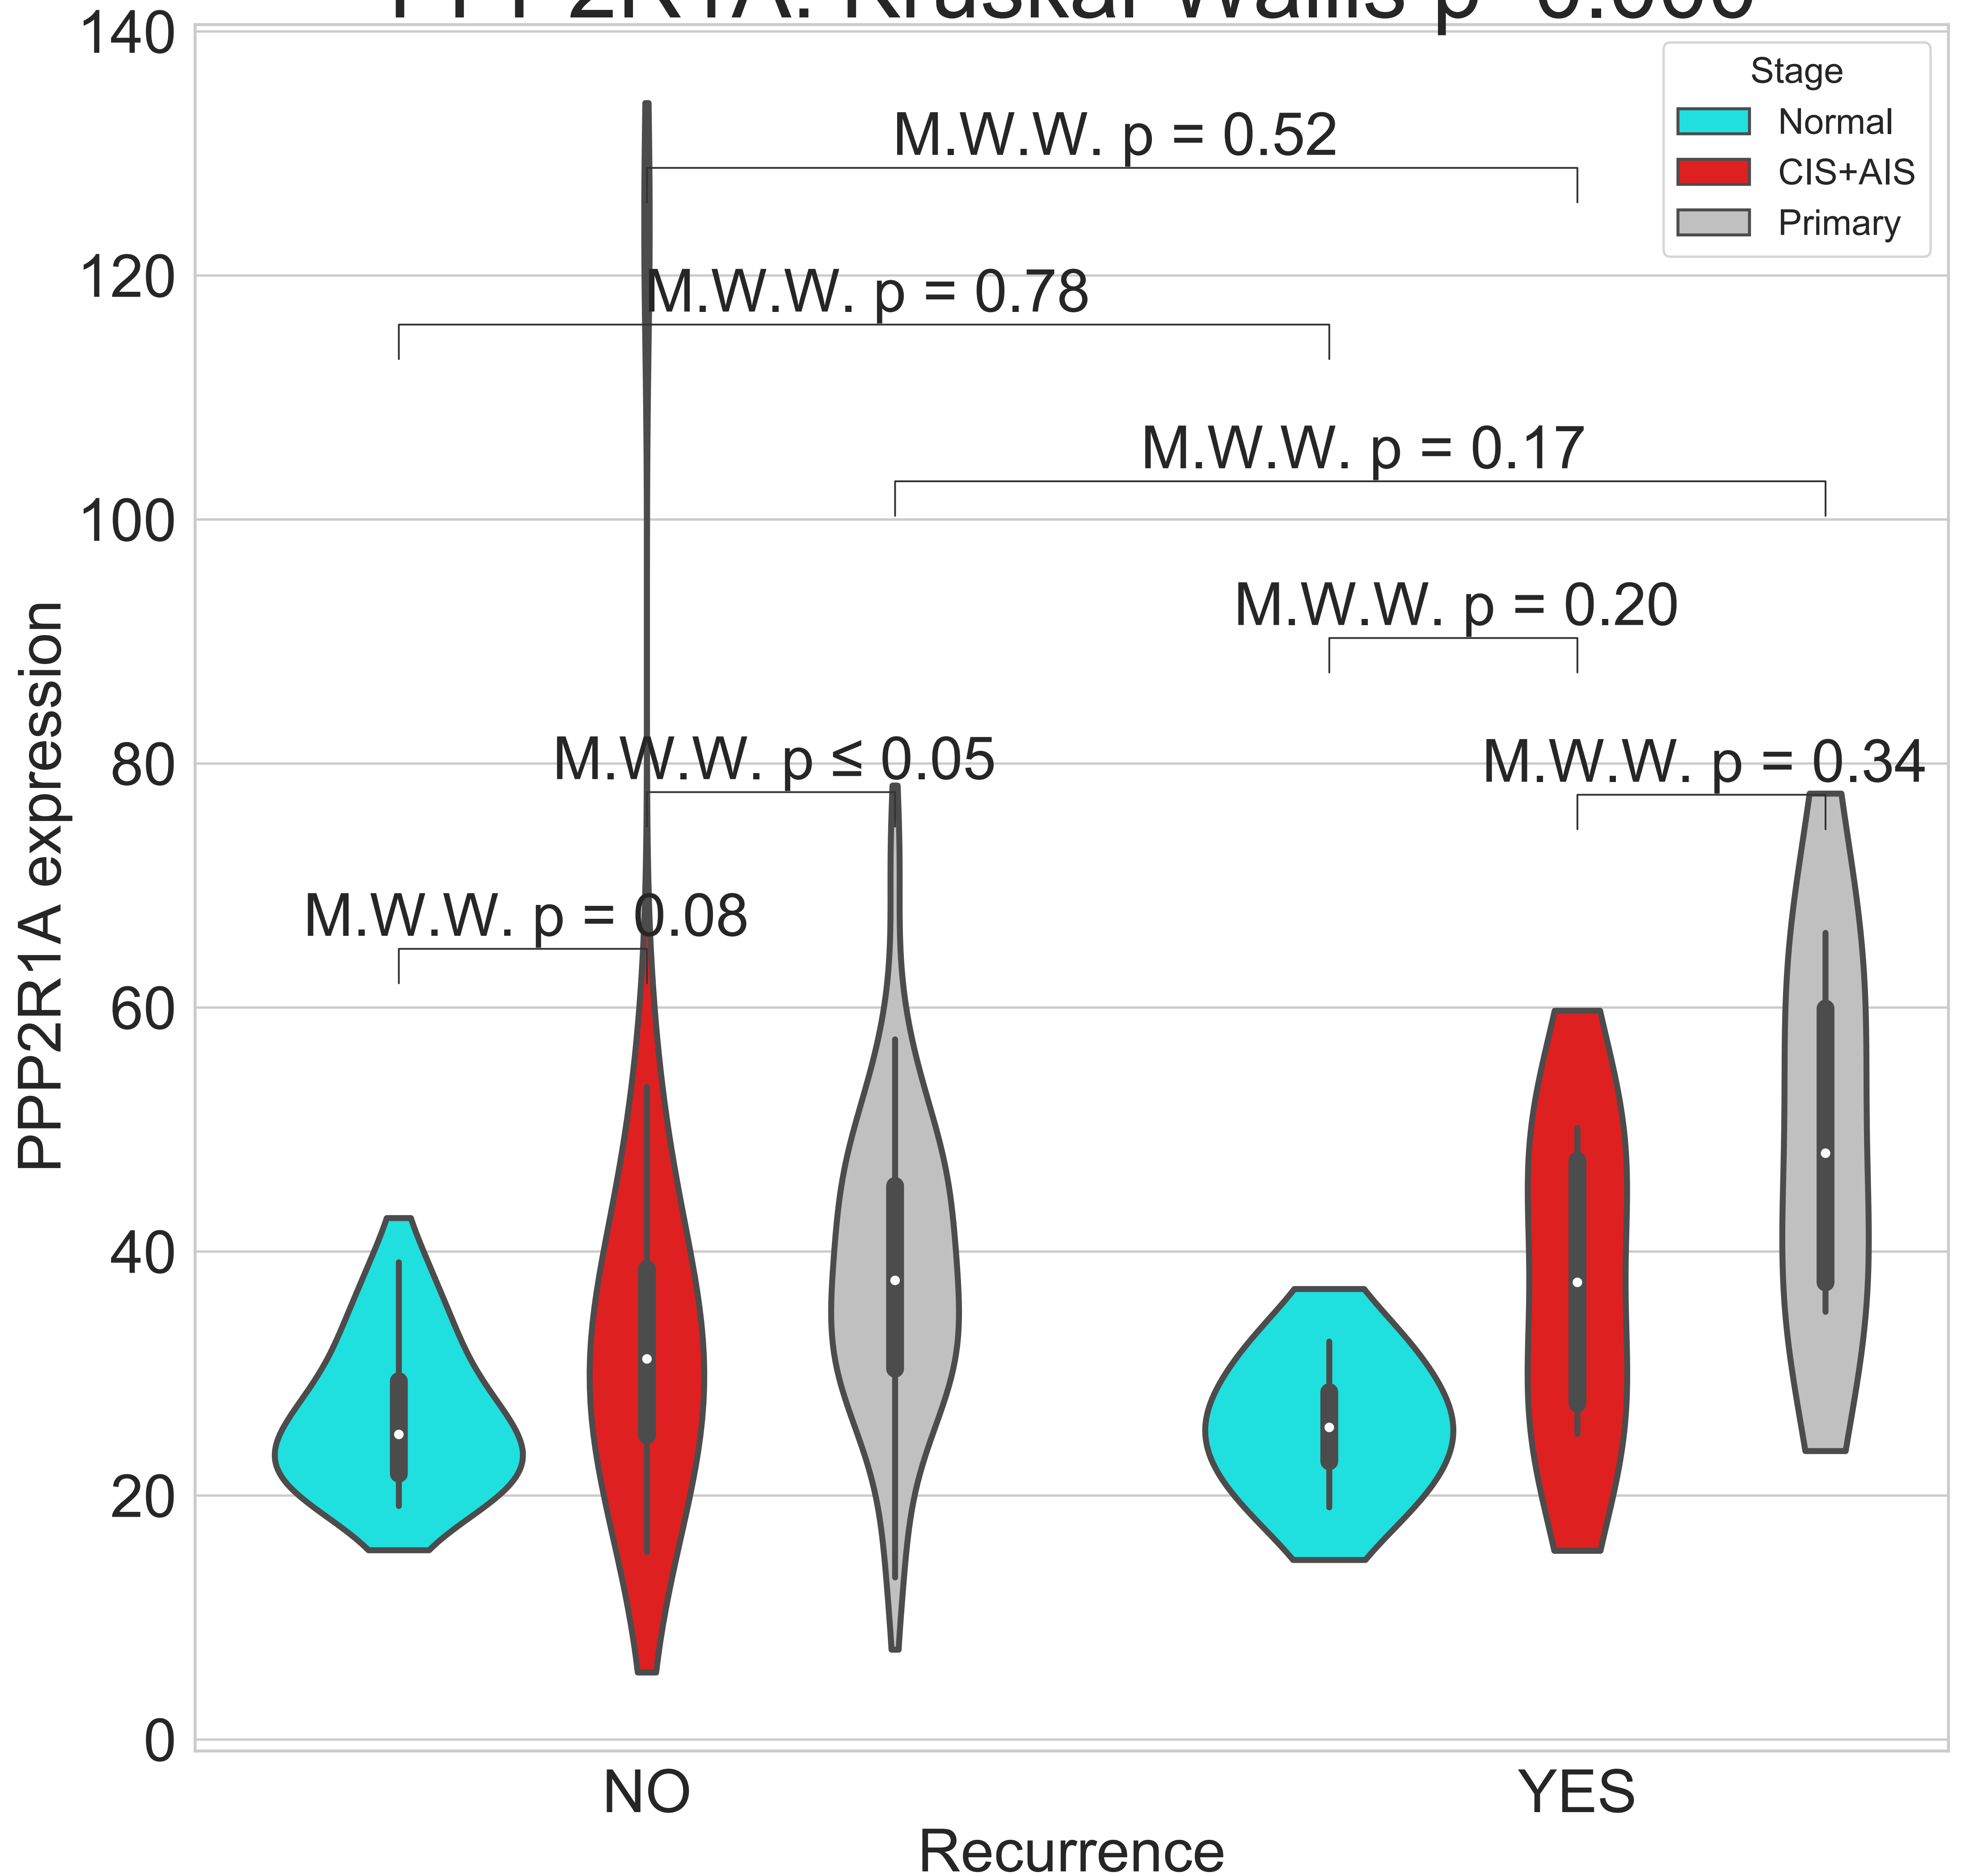 Stage
Normal
CIS+AIS
Primary
M.W.W. p = 0.52
M.W.W. p = 0.78
M.W.W. p = 0.17
M.W.W. p = 0.20
M.W.W. p ≤ 0.05
M.W.W. p = 0.34
M.W.W. p = 0.08
140
120
100
80
60
40
20
0
PPP2R1A expression
NO
YES
Recurrence